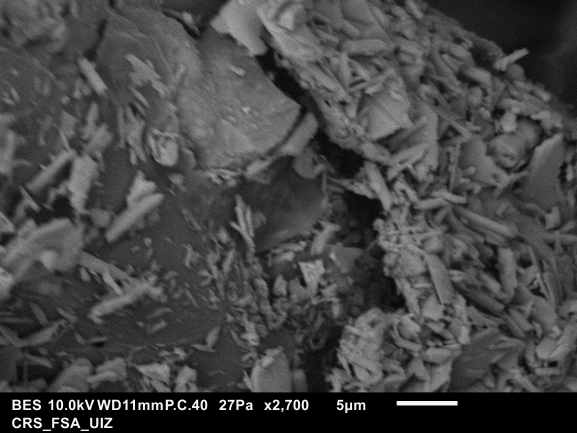 BES 10.0kV WD11mm P.C.40 27Pa x2,700 5µm
CRS_FSA_UIZ